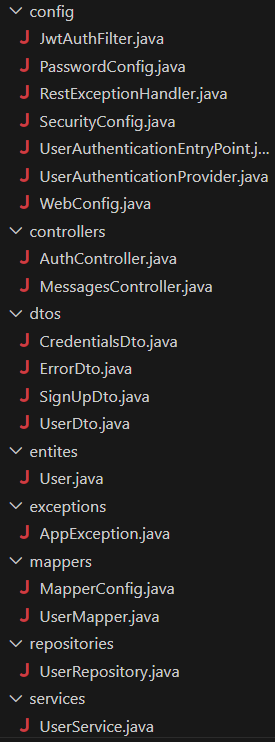 config
JwtAuthFilter.java
PasswordConfig.java
RestExceptionHandler.java
SecurityConfig.java
UserAuthenticationEntryPoint.j...
UserAuthenticationProvider.java
WebConfig.java
controllers
AuthController.java
MessagesController.java
dtos
CredentialsDto.java
ErrorDto.java
SignUpDto.java
UserDto.java
entites
User.java
exceptions
AppException.java
mappers
MapperConfig.java
UserMapper.java
repositories
UserRepository.java
services
UserService.java